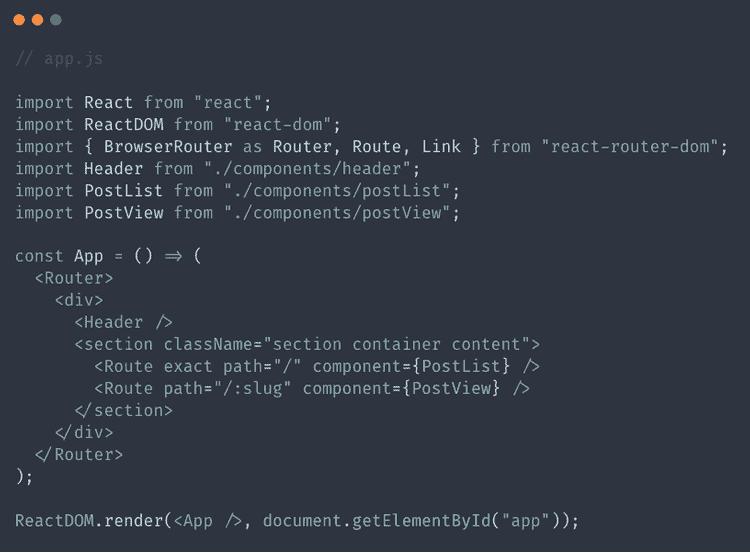 // app.js
import React from "react";
import ReactDOM from "react-dom";
import { BrowserRouter as Router, Route, Link } from "react-router-dom";
import Header from "./components/header";
import PostList from "./components/postList";
import PostView from "./components/postView";
const App = () => (
  <Router>
    <div>
      <Header />
      <section className="section container content">
        <Route exact path="/" component={PostList} />
        <Route path="/:slug" component={PostView} />
      </section>
    </div>
  </Router>
);
ReactDOM.render(<App />, document.getElementById("app"));